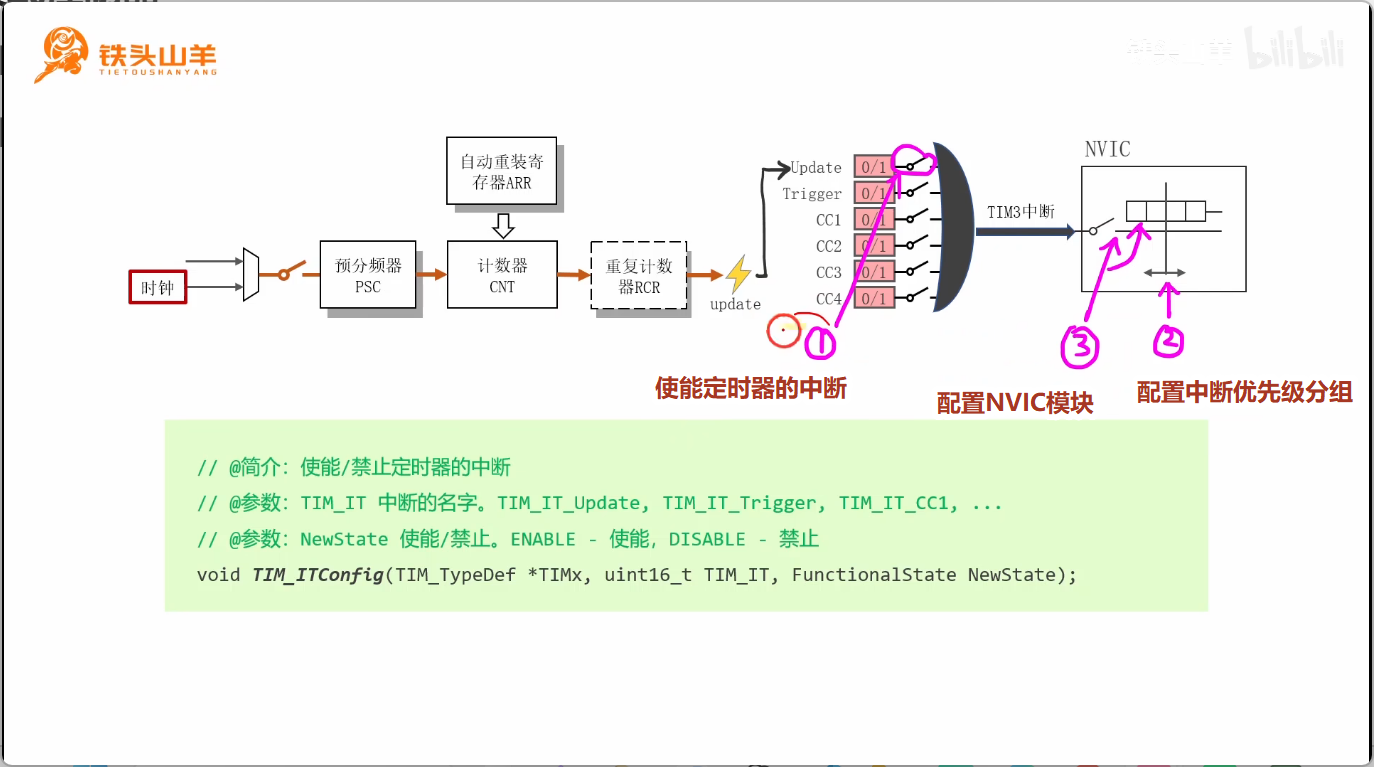 铁头山羊
TIETOUSHANYANG
bilibili
自动重装寄
存器ARR
时钟
预分频器
PSC
计数器
CNT
重复计数
器RCR
update
Update 0/1
Trigger 0/1
CC1 0/1
CC2 0/1
CC3 0/1
CC4 0/1
TIM3中断
NVIC
1
3
2
使能定时器的中断
配置NVIC模块
配置中断优先级分组
// @简介: 使能/禁止定时器的中断
// @参数: TIM_IT 中断的名字。TIM_IT_Update, TIM_IT_Trigger, TIM_IT_CC1, ...
// @参数: NewState 使能/禁止。ENABLE - 使能, DISABLE - 禁止
void TIM_ITConfig(TIM_TypeDef *TIMx, uint16_t TIM_IT, FunctionalState NewState);